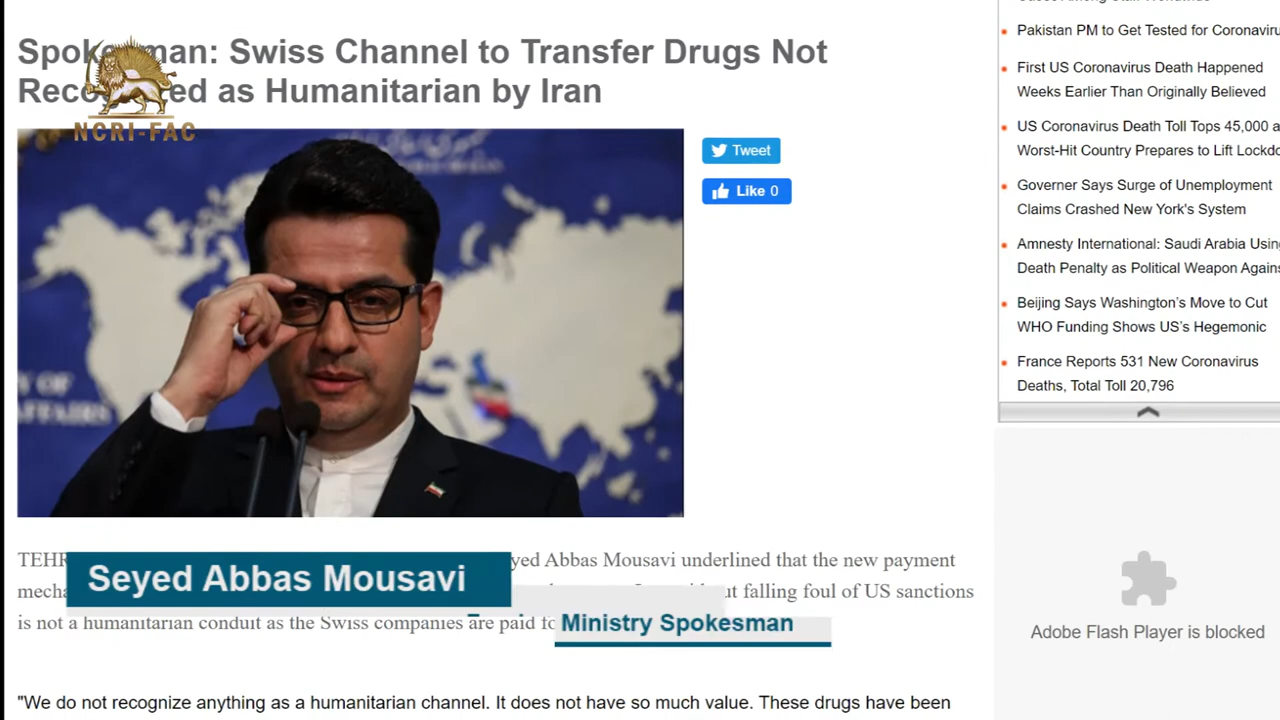 Spokesman: Swiss Channel to Transfer Drugs Not
Recognized as Humanitarian by Iran
NCRI-FAC
Tweet
Like 0
Y OF
AFFAIRS
TEHR yed Abbas Mousavi underlined that the new payment
mecha ut falling foul of US sanctions
is not a humanitarian conduit as the Swiss companies are paid fo
Seyed Abbas Mousavi
Ministry Spokesman
"We do not recognize anything as a humanitarian channel. It does not have so much value. These drugs have been
Pakistan PM to Get Tested for Coronaviru
First US Coronavirus Death Happened
Weeks Earlier Than Originally Believed
US Coronavirus Death Toll Tops 45,000 a
Worst-Hit Country Prepares to Lift Lockdo
Governer Says Surge of Unemployment
Claims Crashed New York's System
Amnesty International: Saudi Arabia Using
Death Penalty as Political Weapon Agains
Beijing Says Washington's Move to Cut
WHO Funding Shows US's Hegemonic
France Reports 531 New Coronavirus
Deaths, Total Toll 20,796
Adobe Flash Player is blocked